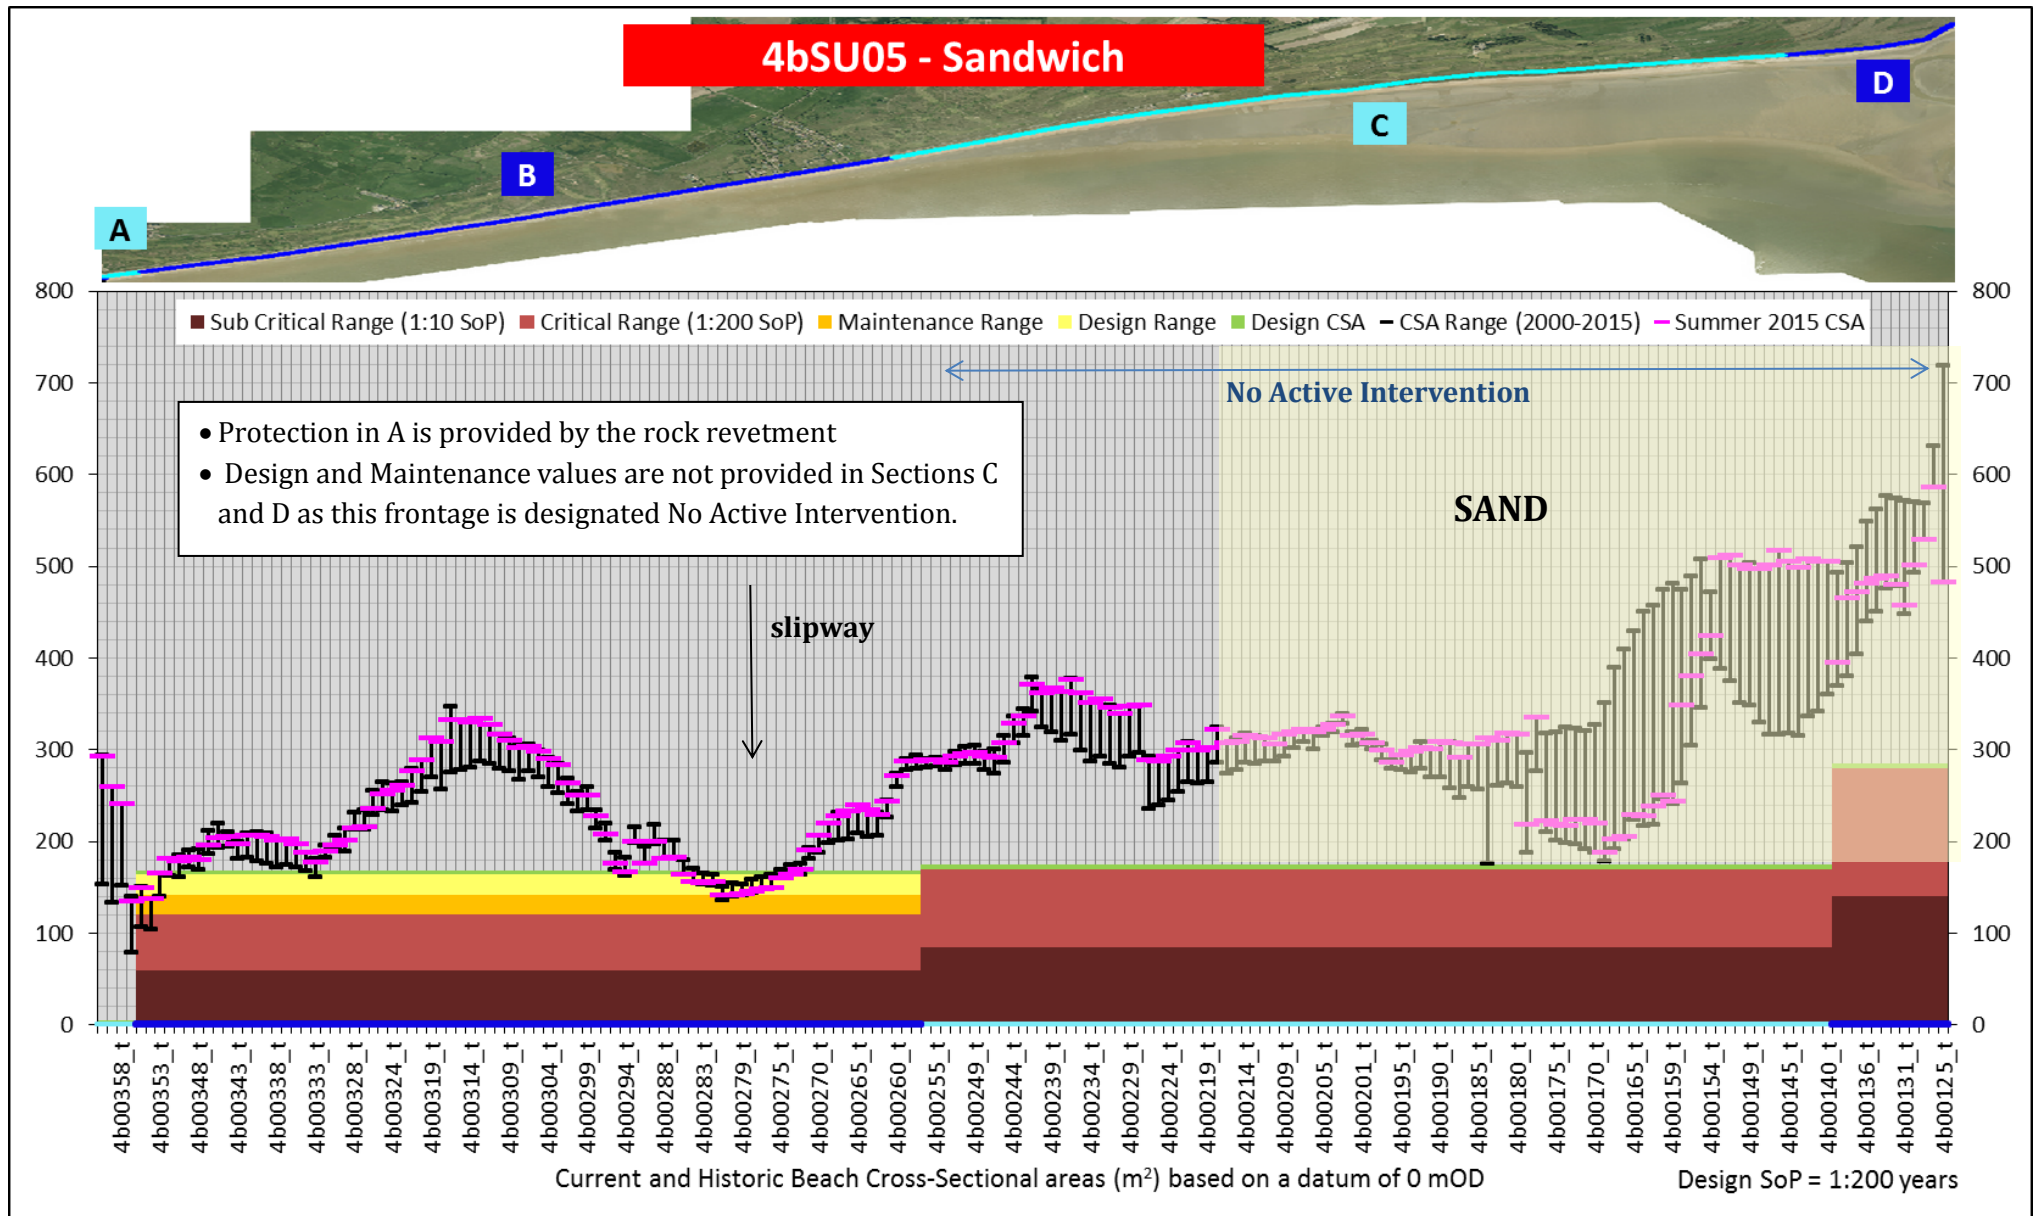 4bSU05 - Sandwich
A
B
C
D
800
700
600
500
400
300
200
100
0
800
700
600
500
400
300
200
100
0
Sub Critical Range (1:10 SoP) Critical Range (1:200 SoP) Maintenance Range Design Range Design CSA CSA Range (2000-2015) Summer 2015 CSA
No Active Intervention
• Protection in A is provided by the rock revetment
• Design and Maintenance values are not provided in Sections C
and D as this frontage is designated No Active Intervention.
SAND
slipway
4b00358_t
4b00353_t
4b00348_t
4b00343_t
4b00338_t
4b00333_t
4b00328_t
4b00324_t
4b00319_t
4b00314_t
4b00309_t
4b00304_t
4b00299_t
4b00294_t
4b00288_t
4b00283_t
4b00279_t
4b00275_t
4b00270_t
4b00265_t
4b00260_t
4b00255_t
4b00249_t
4b00244_t
4b00239_t
4b00234_t
4b00229_t
4b00224_t
4b00219_t
4b00214_t
4b00209_t
4b00205_t
4b00201_t
4b00195_t
4b00190_t
4b00185_t
4b00180_t
4b00175_t
4b00170_t
4b00165_t
4b00159_t
4b00154_t
4b00149_t
4b00145_t
4b00140_t
4b00136_t
4b00131_t
4b00125_t
Current and Historic Beach Cross-Sectional areas (m²) based on a datum of 0 mOD
Design SoP = 1:200 years